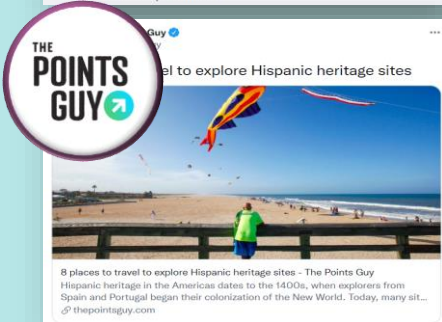 THE
POINTS
GUY
Guy
to explore Hispanic heritage sites
8 places to travel to explore Hispanic heritage sites - The Points Guy
Hispanic heritage in the Americas dates to the 1400s, when explorers from
Spain and Portugal began their colonization of the New World. Today, many sit...
thepointsguy.com